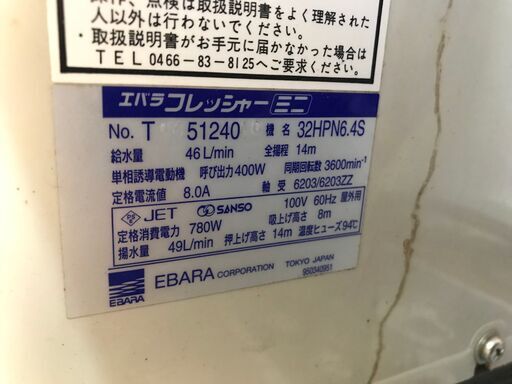 操作、点検は取扱説明書をよく理解された
人以外は行わないでください。
・取扱説明書がお手元に届かなかった場合は
TEL 0466-83-8125へご要求ください。
エバラフレッシャーミニ
No. T 51240 6 機名 32HPN6.4S
給水量 46L/min 全揚程 14m
単相誘導電動機 呼び出力400W 同期回転数 3600min⁻¹
定格電流値 8.0A 軸受 6203/6203ZZ
PSE JET SANSO 100V 60Hz 屋外用
定格消費電力 780W 吸上げ高さ 8m
揚水量 49L/min 押上げ高さ 14m 温度ヒューズ94℃
EBARA EBARA CORPORATION TOKYO JAPAN
950340951